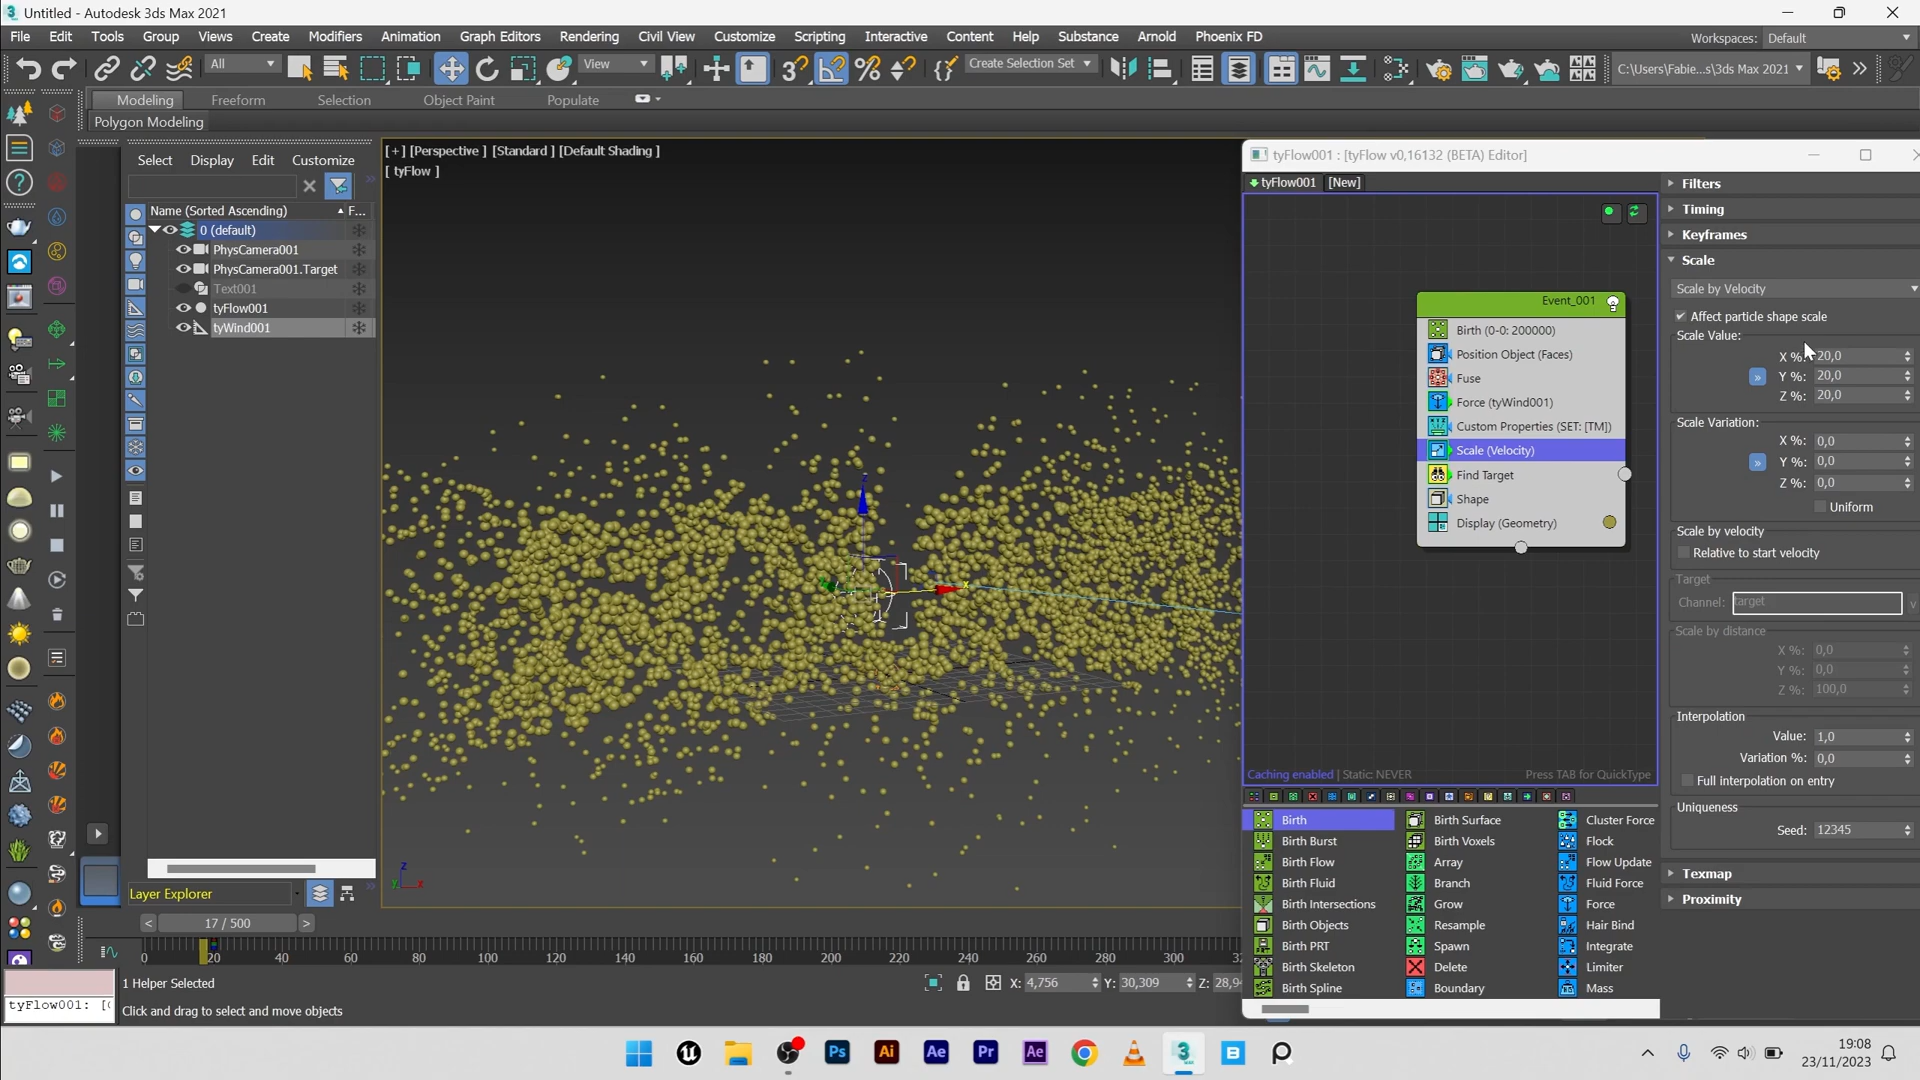 Untitled - Autodesk 3ds Max 2021
File Edit Tools Group Views Create Modifiers Animation Graph Editors Rendering Civil View Customize Scripting Interactive Content Help Substance Arnold Phoenix FD
Workspaces: Default
All View Create Selection Set C:\Users\Fabie...s\3ds Max 2021
Modeling Freeform Selection Object Paint Populate
Polygon Modeling
Select Display Edit Customize
Name (Sorted Ascending) F...
0 (default)
PhysCamera001
PhysCamera001.Target
Text001
tyFlow001
tyWind001
Layer Explorer
[+] [Perspective ] [Standard ] [Default Shading ]
[ tyFlow ]
z
x
z
y
x
tyFlow001 : [tyFlow v0,16132 (BETA) Editor]
tyFlow001 [New]
Event_001
Birth (0-0: 200000)
Position Object (Faces)
Fuse
Force (tyWind001)
Custom Properties (SET: [TM])
Scale (Velocity)
Find Target
Shape
Display (Geometry)
Caching enabled | Static: NEVER Press TAB for QuickType
Birth Birth Surface Cluster Force
Birth Burst Birth Voxels Flock
Birth Flow Array Flow Update
Birth Fluid Branch Fluid Force
Birth Intersections Grow Force
Birth Objects Resample Hair Bind
Birth PRT Spawn Integrate
Birth Skeleton Delete Limiter
Birth Spline Boundary Mass
Filters
Timing
Keyframes
Scale
Scale by Velocity
Affect particle shape scale
Scale Value:
X %: 20,0
Y %: 20,0
Z %: 20,0
Scale Variation:
X %: 0,0
Y %: 0,0
Z %: 0,0
Uniform
Scale by velocity
Relative to start velocity
Target
Channel: target v
Scale by distance
X %: 0,0
Y %: 0,0
Z %: 100,0
Interpolation
Value: 1,0
Variation %: 0,0
Full interpolation on entry
Uniqueness
Seed: 12345
Texmap
Proximity
< 17 / 500 >
0 20 40 60 80 100 120 140 160 180 200 220 240 260 280 300
tyFlow001: [(
1 Helper Selected
Click and drag to select and move objects
X: 4,756 Y: 30,309 Z: 28,9
Ps Ai Ae Pr Ae
19:08
23/11/2023